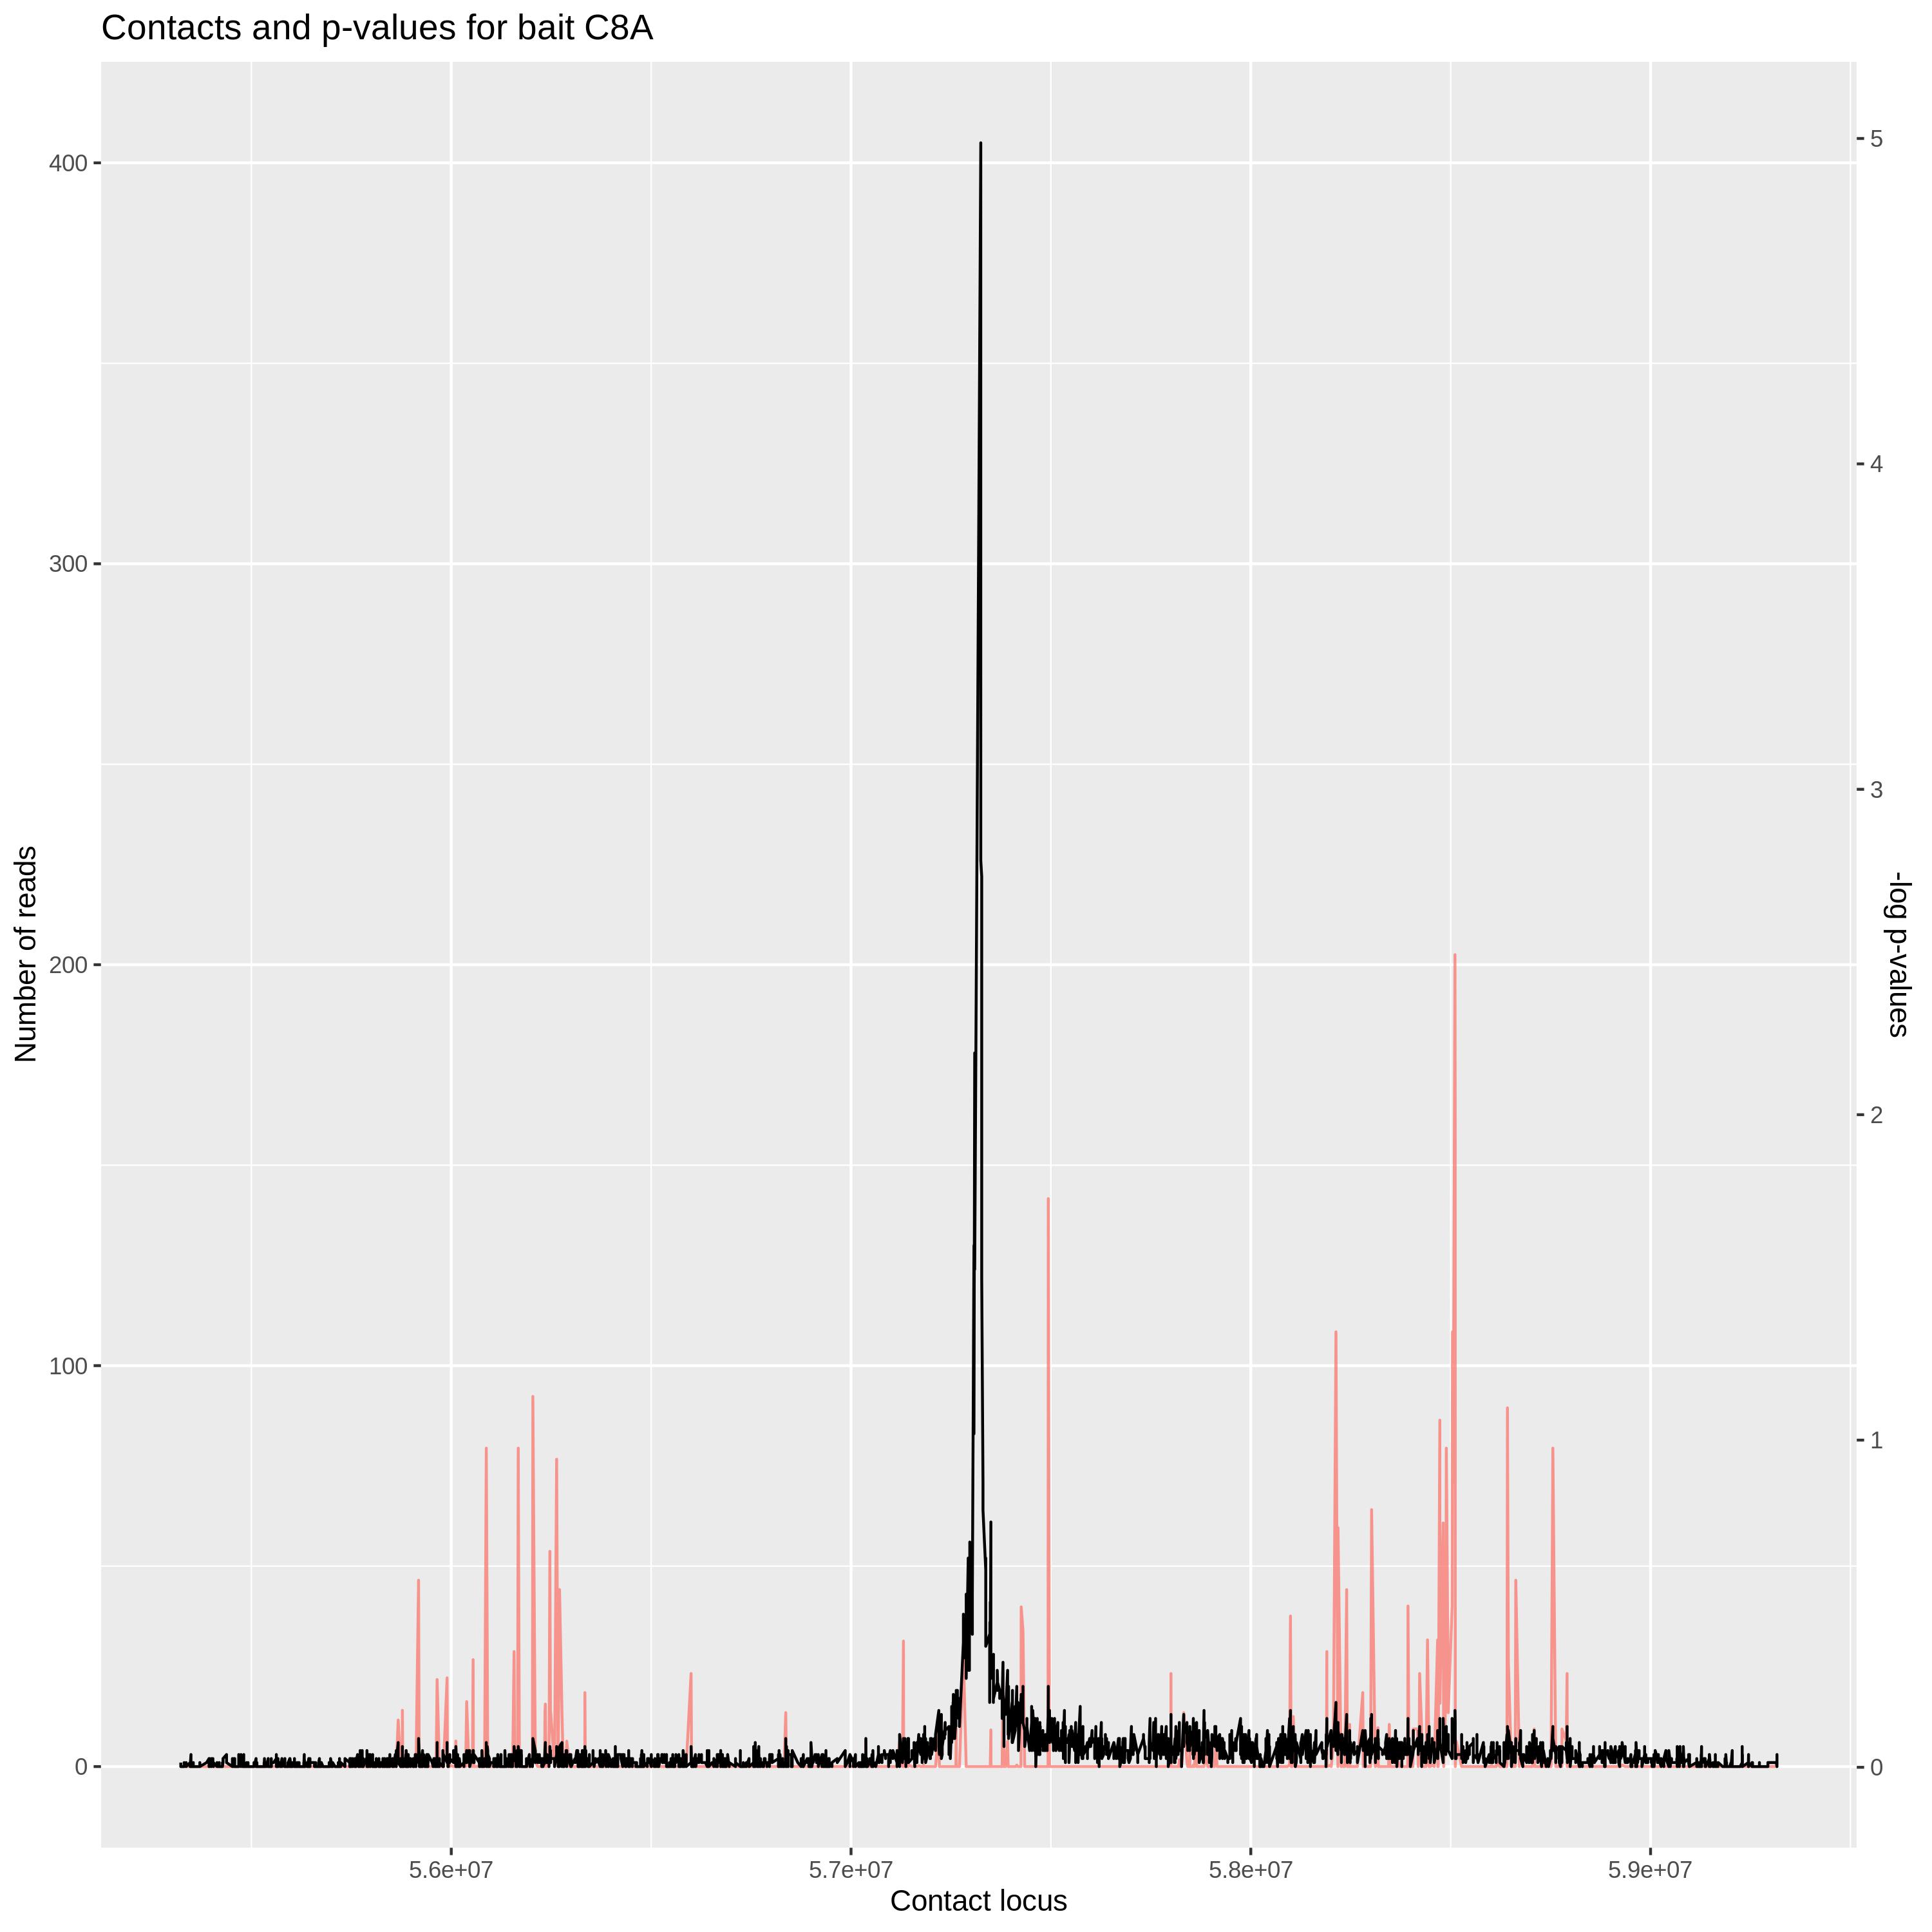 Contacts and p-values for bait C8A
400
300
200
100
0
Number of reads
5
4
3
2
1
0
-log p-values
5.6e+07 5.7e+07 5.8e+07 5.9e+07
Contact locus